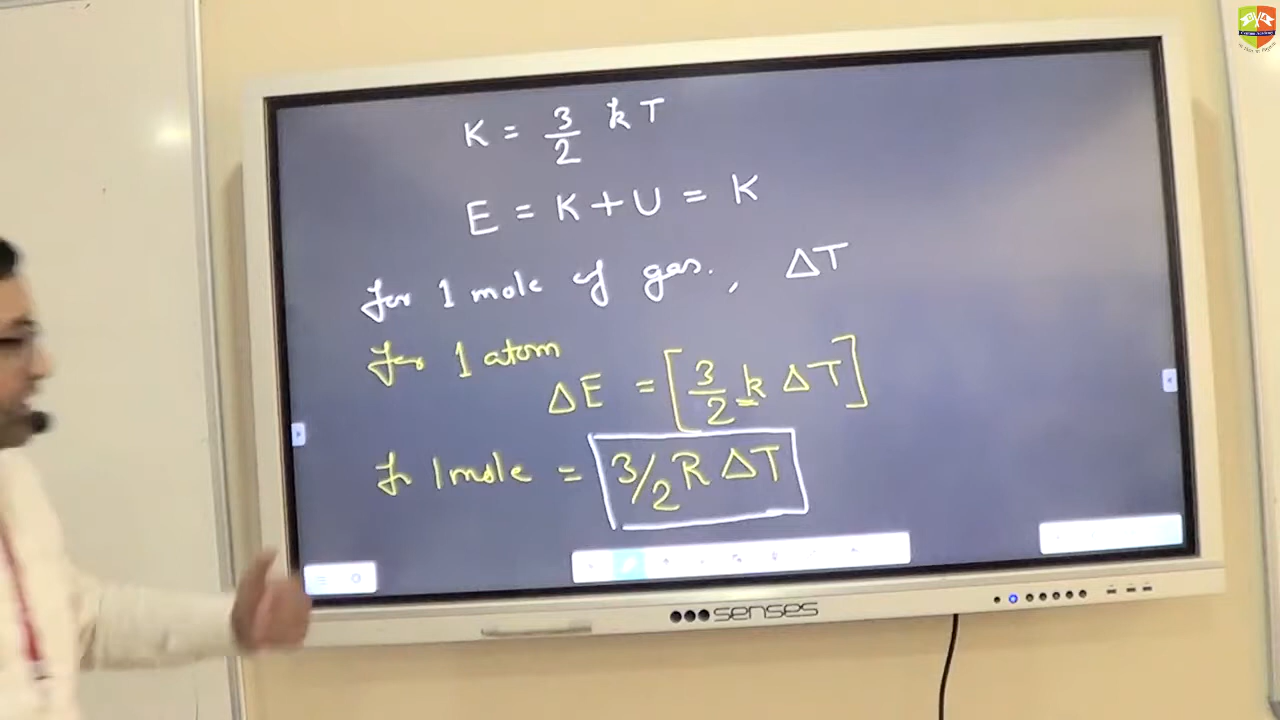 K = 3/2 kT
E = K + U = K
for 1 mole of gas. , ΔT
for 1 atom
ΔE = [3/2 k ΔT]
for 1 mole = 3/2 R ΔT
senses